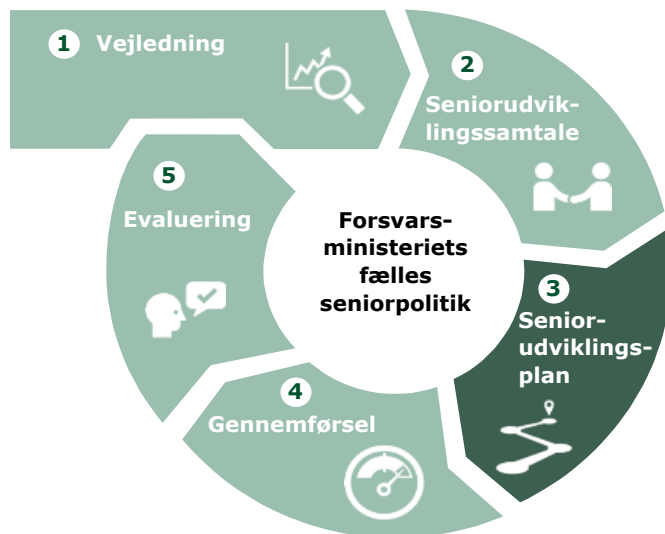 1 Vejledning
2
Seniorudvik-
lingssamtale
3
Senior-
udviklings-
plan
4
Gennemførsel
5
Evaluering
Forsvars-
ministeriets
fælles
seniorpolitik